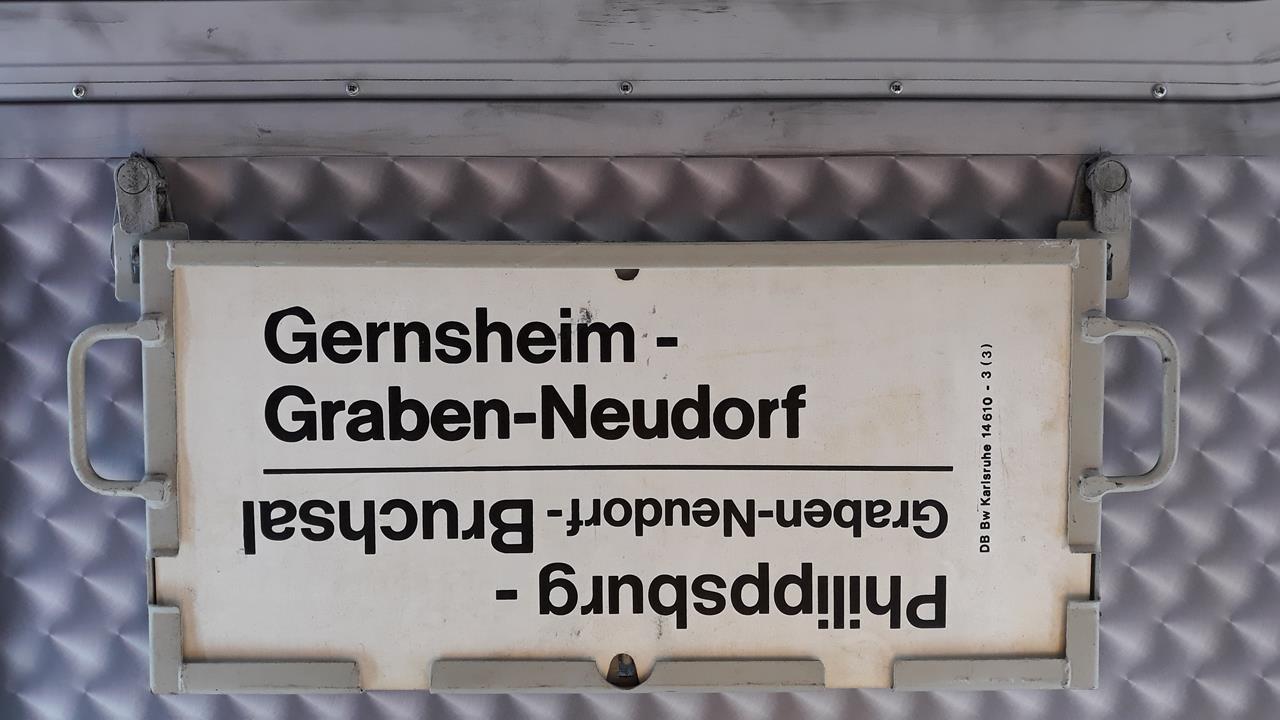 Gernsheim -
Graben-Neudorf
Philippsburg -
Graben-Neudorf - Bruchsal
DB Bw Karlsruhe 14 610 - 3 (3)